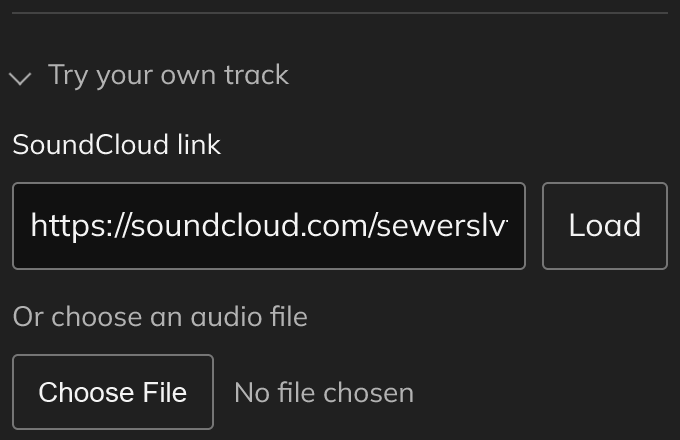 Try your own track
SoundCloud link
https://soundcloud.com/sewerslv
Load
Or choose an audio file
Choose File
No file chosen